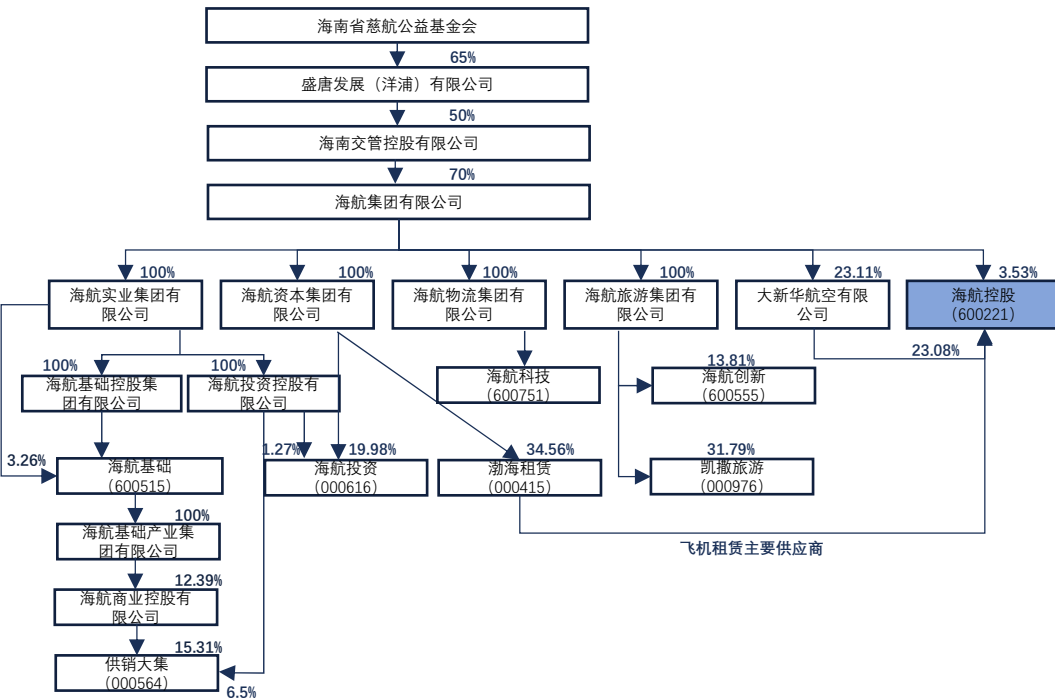 海南省慈航公益基金会
65%
盛唐发展（洋浦）有限公司
50%
海南交管控股有限公司
70%
海航集团有限公司
100%
100%
100%
100%
23.11%
3.53%
海航实业集团有
限公司
海航资本集团有
限公司
海航物流集团有
限公司
海航旅游集团有
限公司
大新华航空有限
公司
海航控股
(600221)
23.08%
100%
100%
海航基础控股集
团有限公司
海航投资控股有
限公司
海航科技
(600751)
13.81%
海航创新
(600555)
3.26%
海航基础
(600515)
1.27%
19.98%
海航投资
(000616)
34.56%
渤海租赁
(000415)
31.79%
凯撒旅游
(000976)
100%
海航基础产业集
团有限公司
飞机租赁主要供应商
12.39%
海航商业控股有
限公司
15.31%
供销大集
(000564)
6.5%